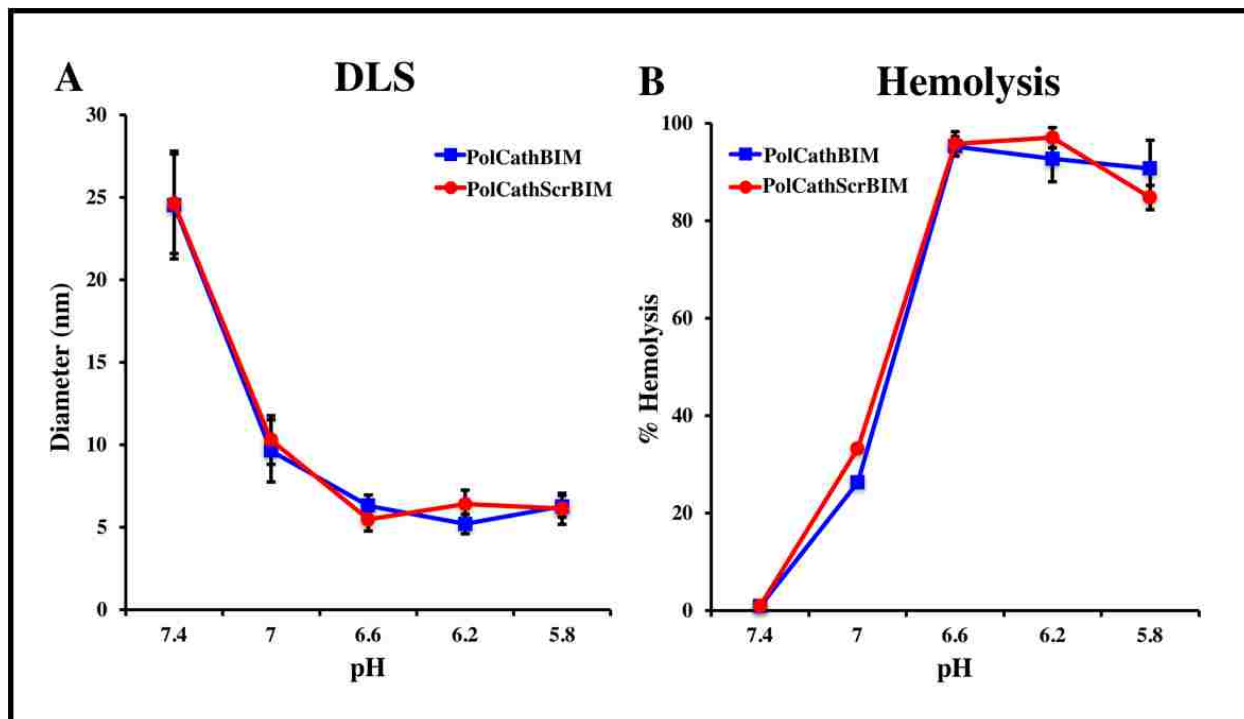 A
DLS
30
25
20
15
10
5
0
Diameter (nm)
PolCathBIM
PolCathScrBIM
7.4
7
6.6
6.2
5.8
pH
B
Hemolysis
100
80
60
40
20
0
% Hemolysis
PolCathBIM
PolCathScrBIM
7.4
7
6.6
6.2
5.8
pH